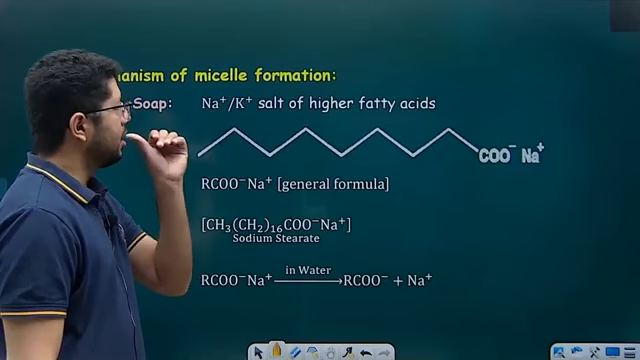 anism of micelle formation:
-Soap: Na⁺/K⁺ salt of higher fatty acids
COO⁻ Na⁺
RCOO⁻Na⁺ [general formula]
[CH₃(CH₂)₁₆COO⁻Na⁺]
Sodium Stearate
in Water
RCOO⁻Na⁺ ⟶ RCOO⁻ + Na⁺